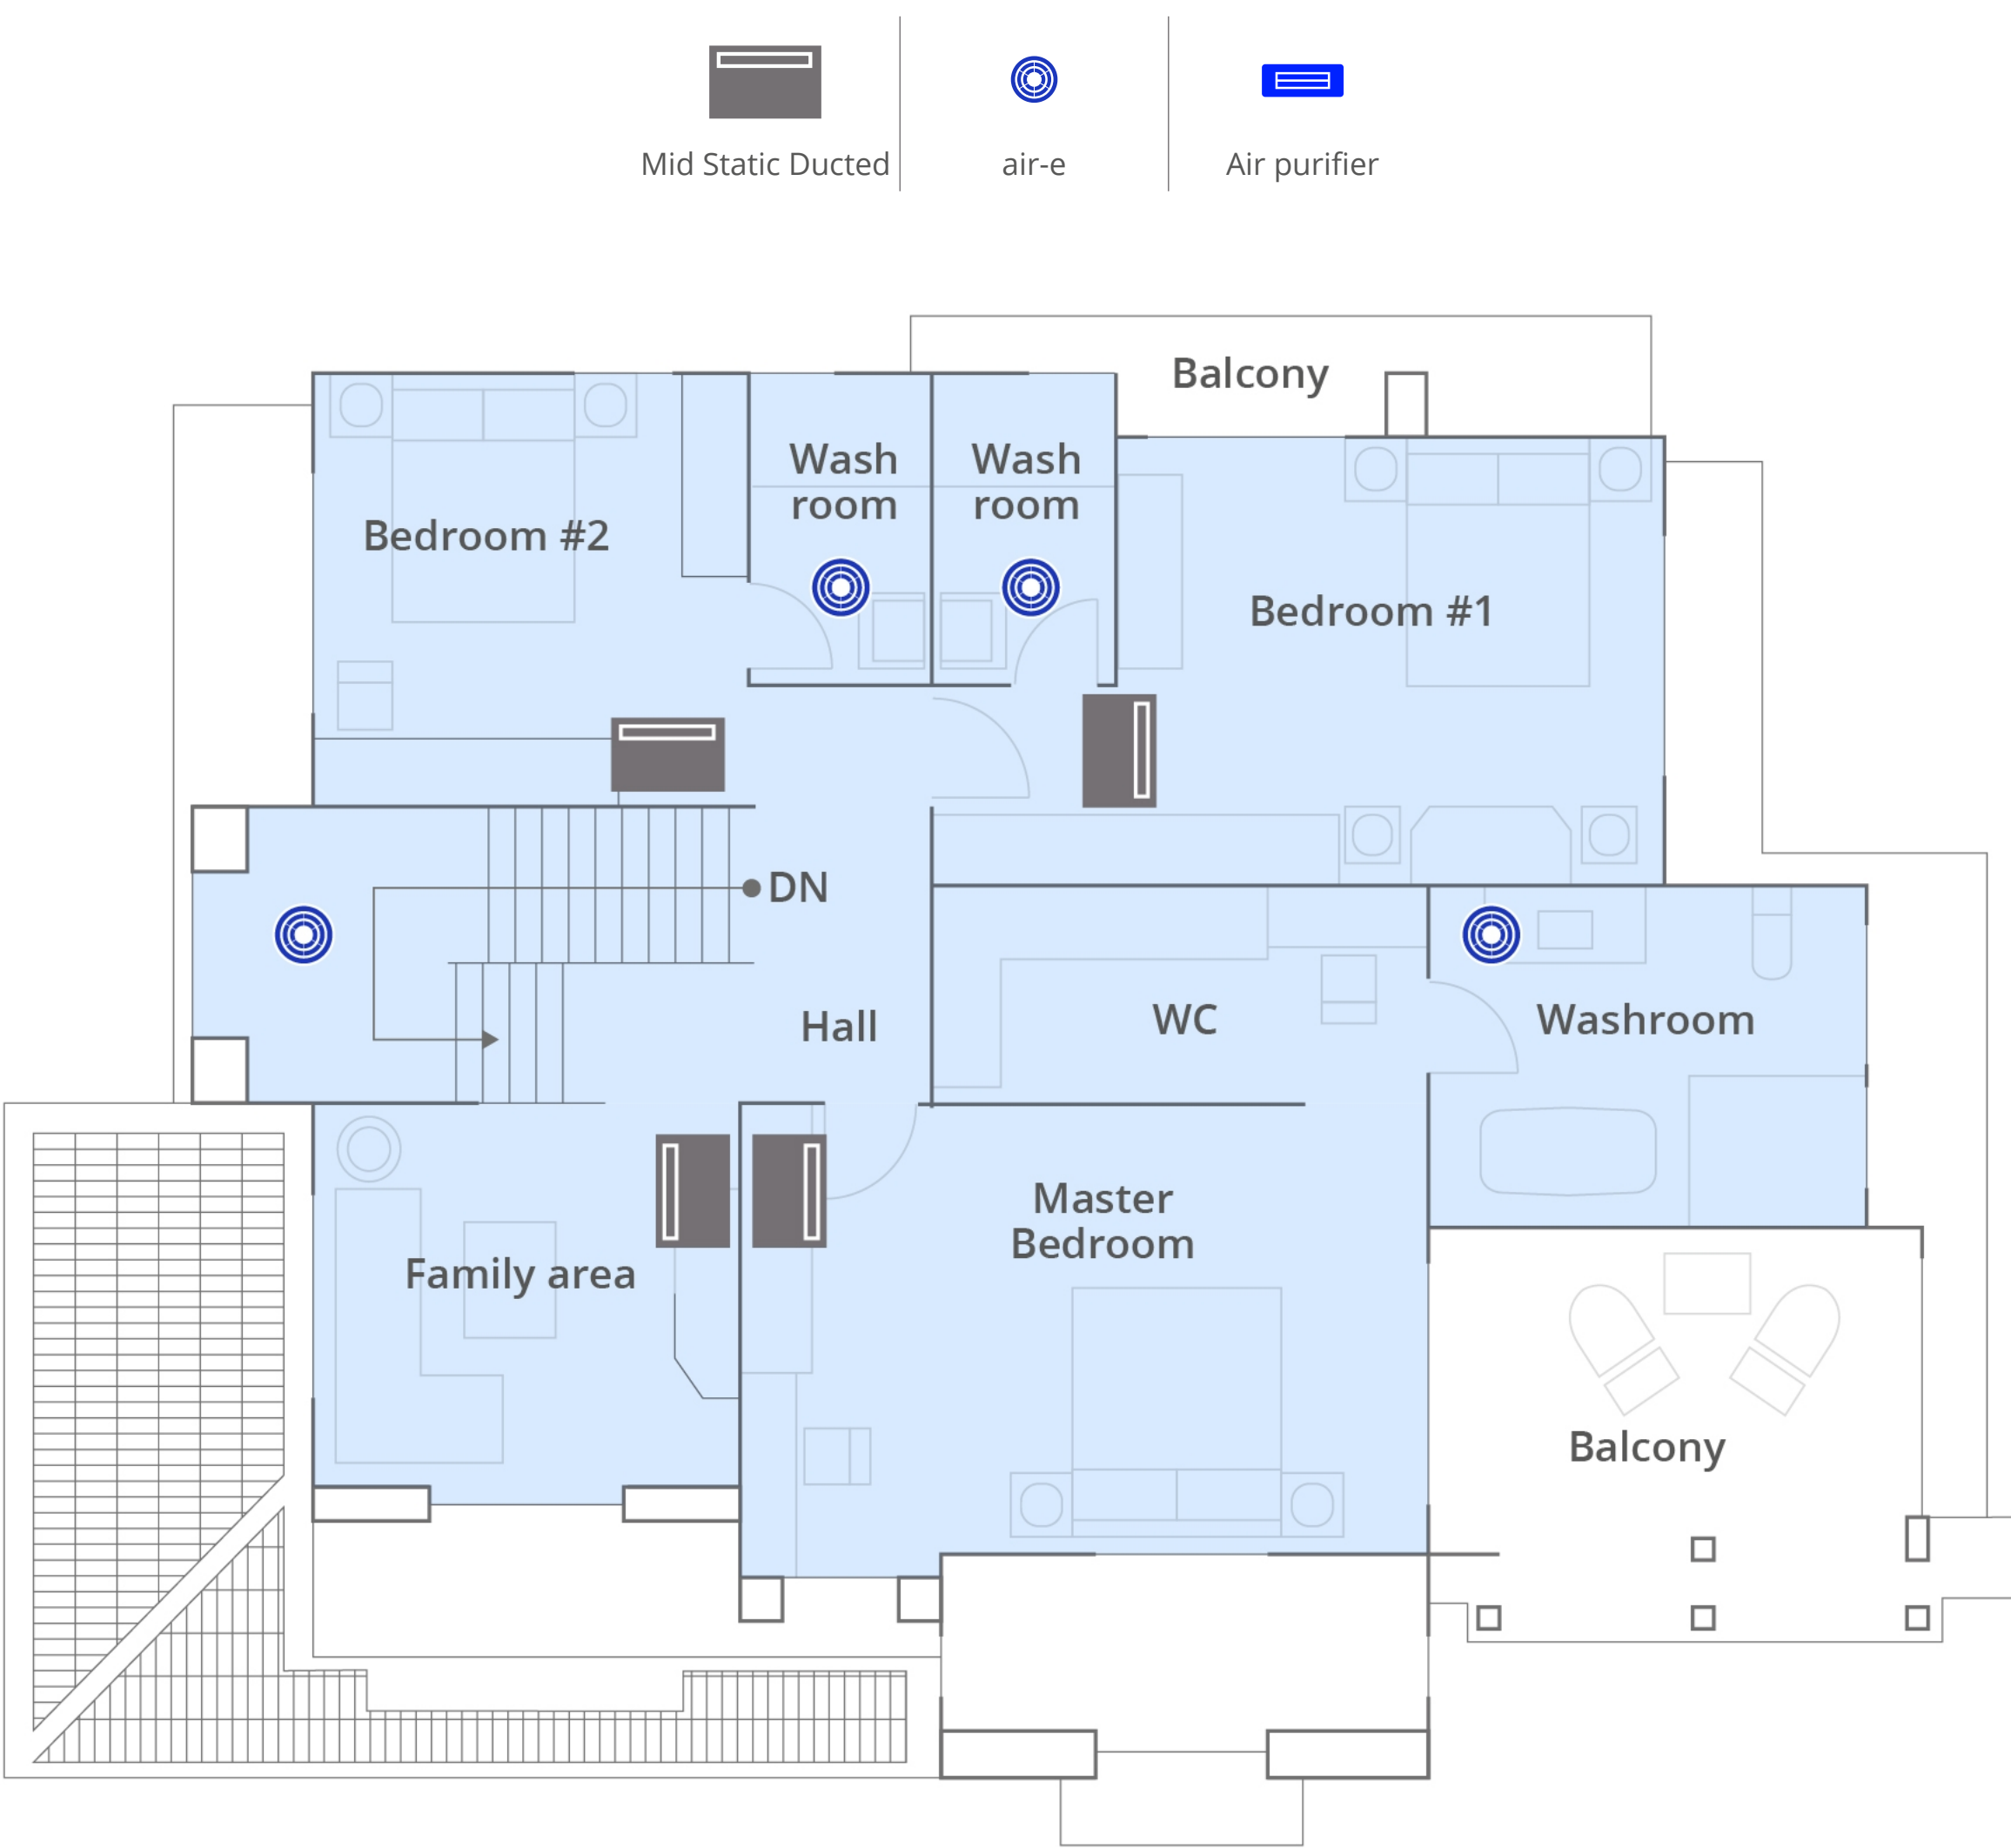 Mid Static Ducted
air-e
Air purifier
Balcony
Wash
room
Wash
room
Bedroom #2
Bedroom #1
DN
Hall
WC
Washroom
Master
Bedroom
Family area
Balcony